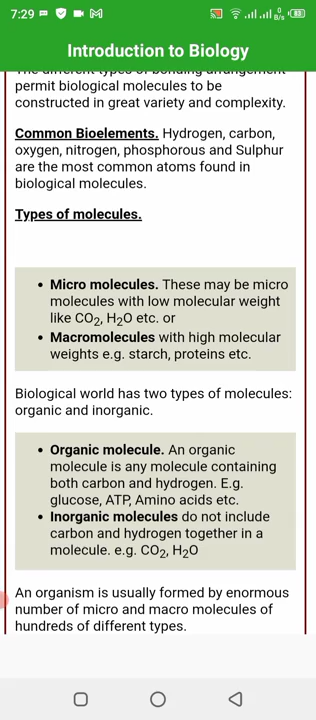 7:29
Introduction to Biology
The different types of bonding arrangement
permit biological molecules to be
constructed in great variety and complexity.
Common Bioelements. Hydrogen, carbon,
oxygen, nitrogen, phosphorous and Sulphur
are the most common atoms found in
biological molecules.
Types of molecules.
• Micro molecules. These may be micro
molecules with low molecular weight
like CO₂, H₂O etc. or
• Macromolecules with high molecular
weights e.g. starch, proteins etc.
Biological world has two types of molecules:
organic and inorganic.
• Organic molecule. An organic
molecule is any molecule containing
both carbon and hydrogen. E.g.
glucose, ATP, Amino acids etc.
• Inorganic molecules do not include
carbon and hydrogen together in a
molecule. e.g. CO₂, H₂O
An organism is usually formed by enormous
number of micro and macro molecules of
hundreds of different types.